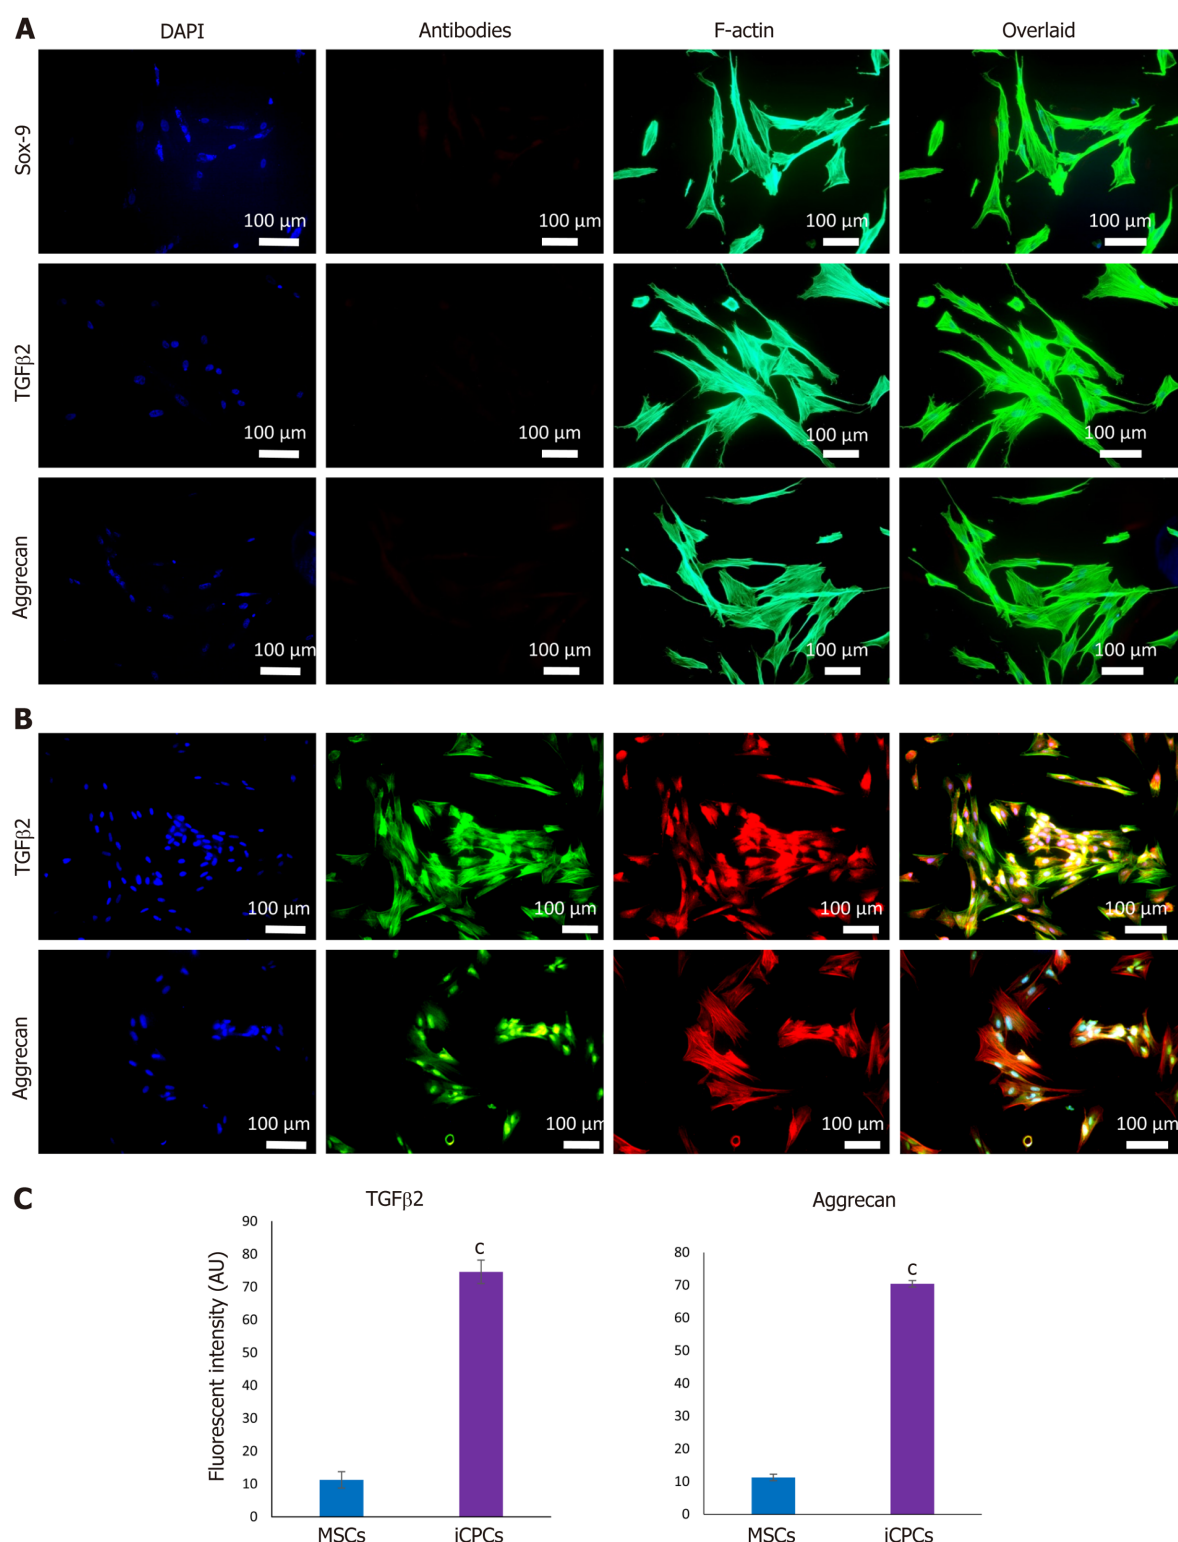 A
DAPI Antibodies F-actin Overlaid
Sox-9
100 µm 100 µm 100 µm 100 µm
TGFβ2
100 µm 100 µm 100 µm 100 µm
Aggrecan
100 µm 100 µm 100 µm 100 µm
B
TGFβ2
100 µm 100 µm 100 µm 100 µm
Aggrecan
100 µm 100 µm 100 µm 100 µm
C
TGFβ2
Fluorescent intensity (AU)
90
80
70
60
50
40
30
20
10
0
c
MSCs iCPCs
Aggrecan
80
70
60
50
40
30
20
10
0
c
MSCs iCPCs